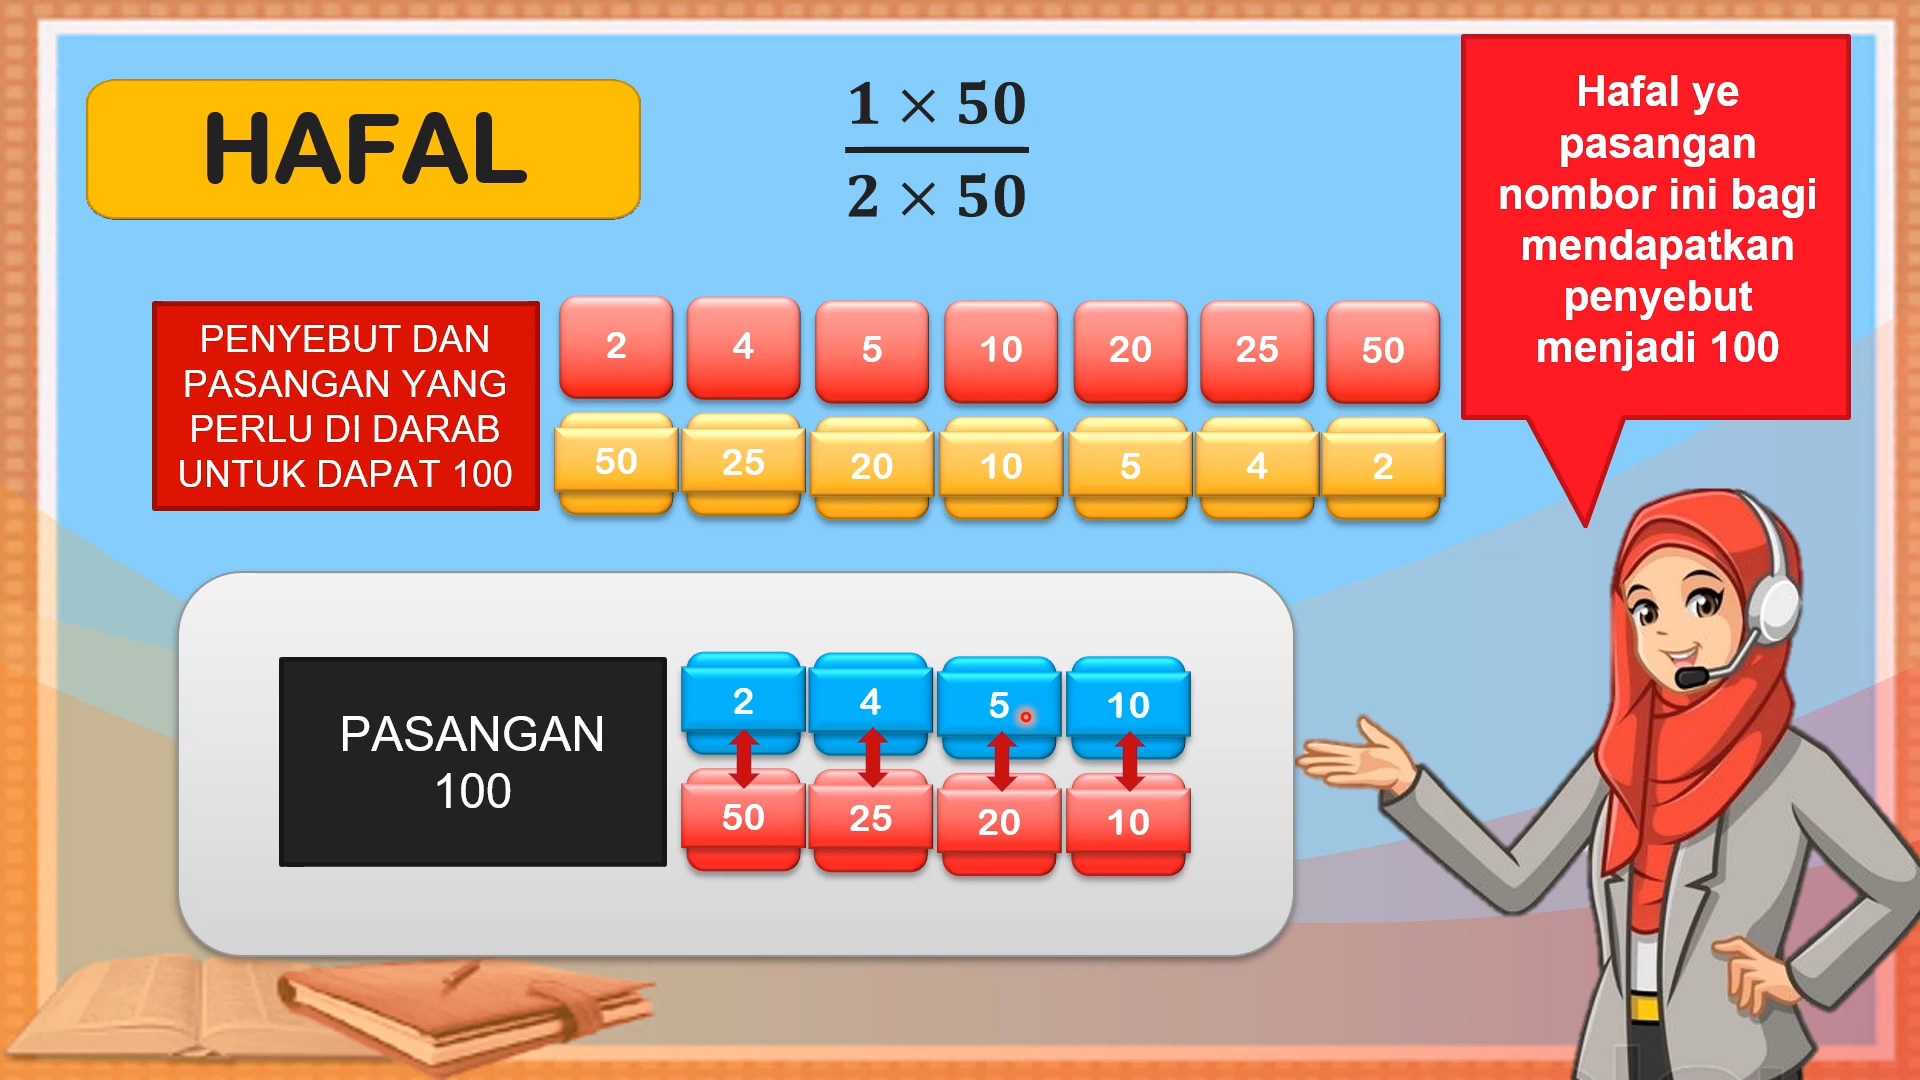 HAFAL
1 × 50
2 × 50
Hafal ye
pasangan
nombor ini bagi
mendapatkan
penyebut
menjadi 100
PENYEBUT DAN
PASANGAN YANG
PERLU DI DARAB
UNTUK DAPAT 100
2 4 5 10 20 25 50
50 25 20 10 5 4 2
PASANGAN
100
2 4 5 10
50 25 20 10